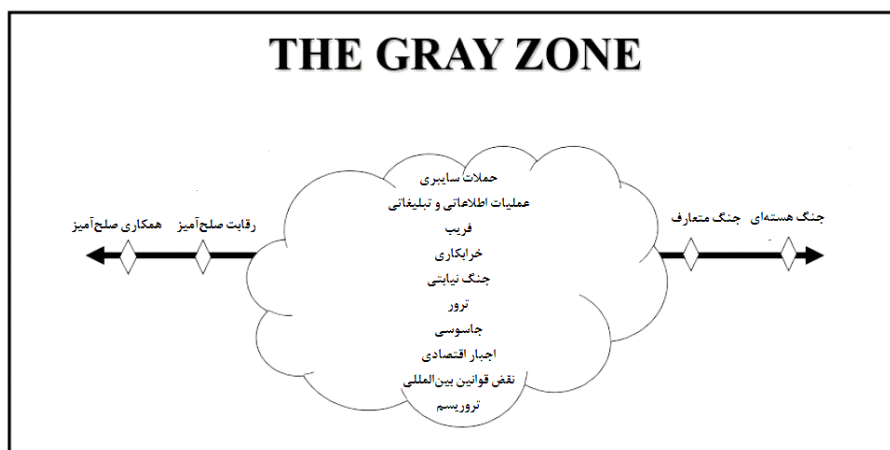 THE GRAY ZONE
حملات سایبری
عملیات اطلاعاتی و تبلیغاتی
فریب
خرابکاری
جنگ نیابتی
ترور
جاسوسی
اجبار اقتصادی
نقض قوانین بین‌المللی
تروریسم
جنگ هسته‌ای
جنگ متعارف
رقابت صلح‌آمیز
همکاری صلح‌آمیز